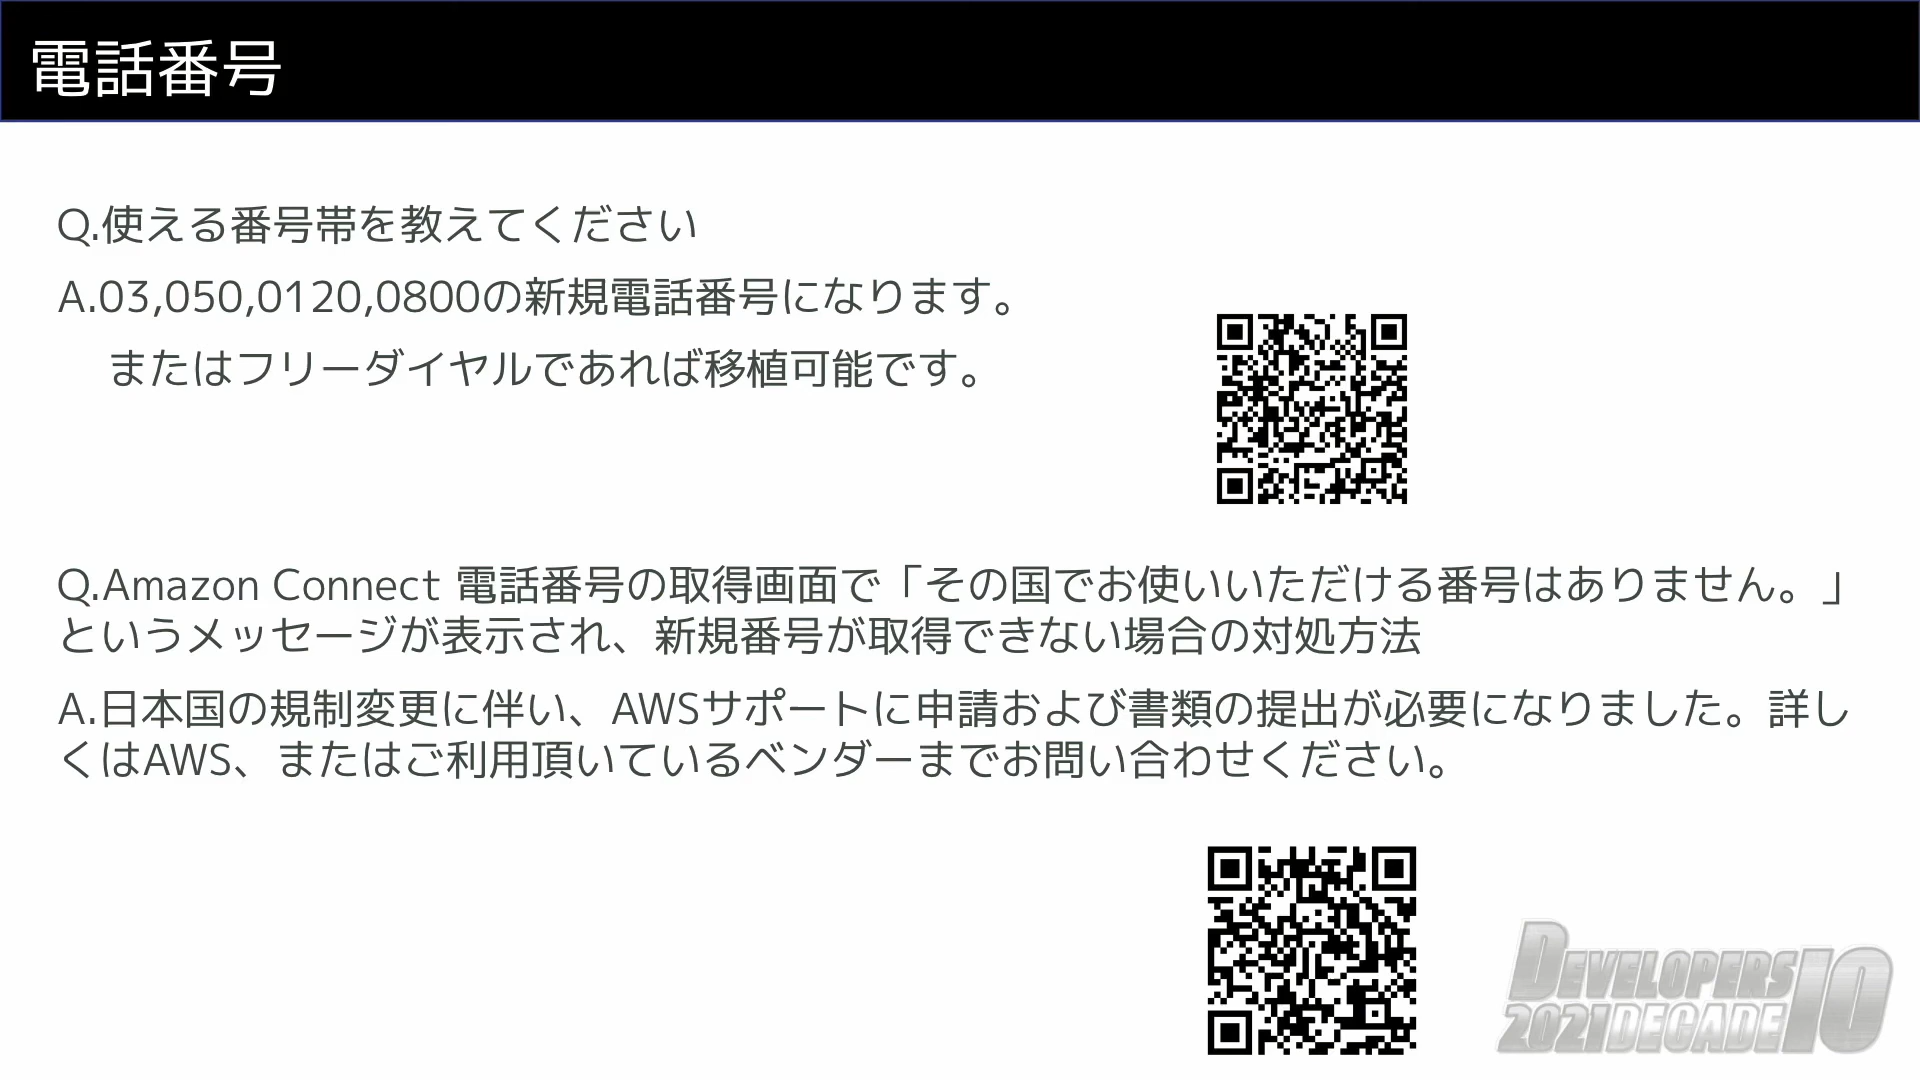 電話番号
Q.使える番号帯を教えてください
A.03,050,0120,0800の新規電話番号になります。
またはフリーダイヤルであれば移植可能です。
Q.Amazon Connect 電話番号の取得画面で「その国でお使いいただける番号はありません。」
というメッセージが表示され、新規番号が取得できない場合の対処方法
A.日本国の規制変更に伴い、AWSサポートに申請および書類の提出が必要になりました。詳し
くはAWS、またはご利用頂いているベンダーまでお問い合わせください。
DEVELOPERS
2021 DECADE 10